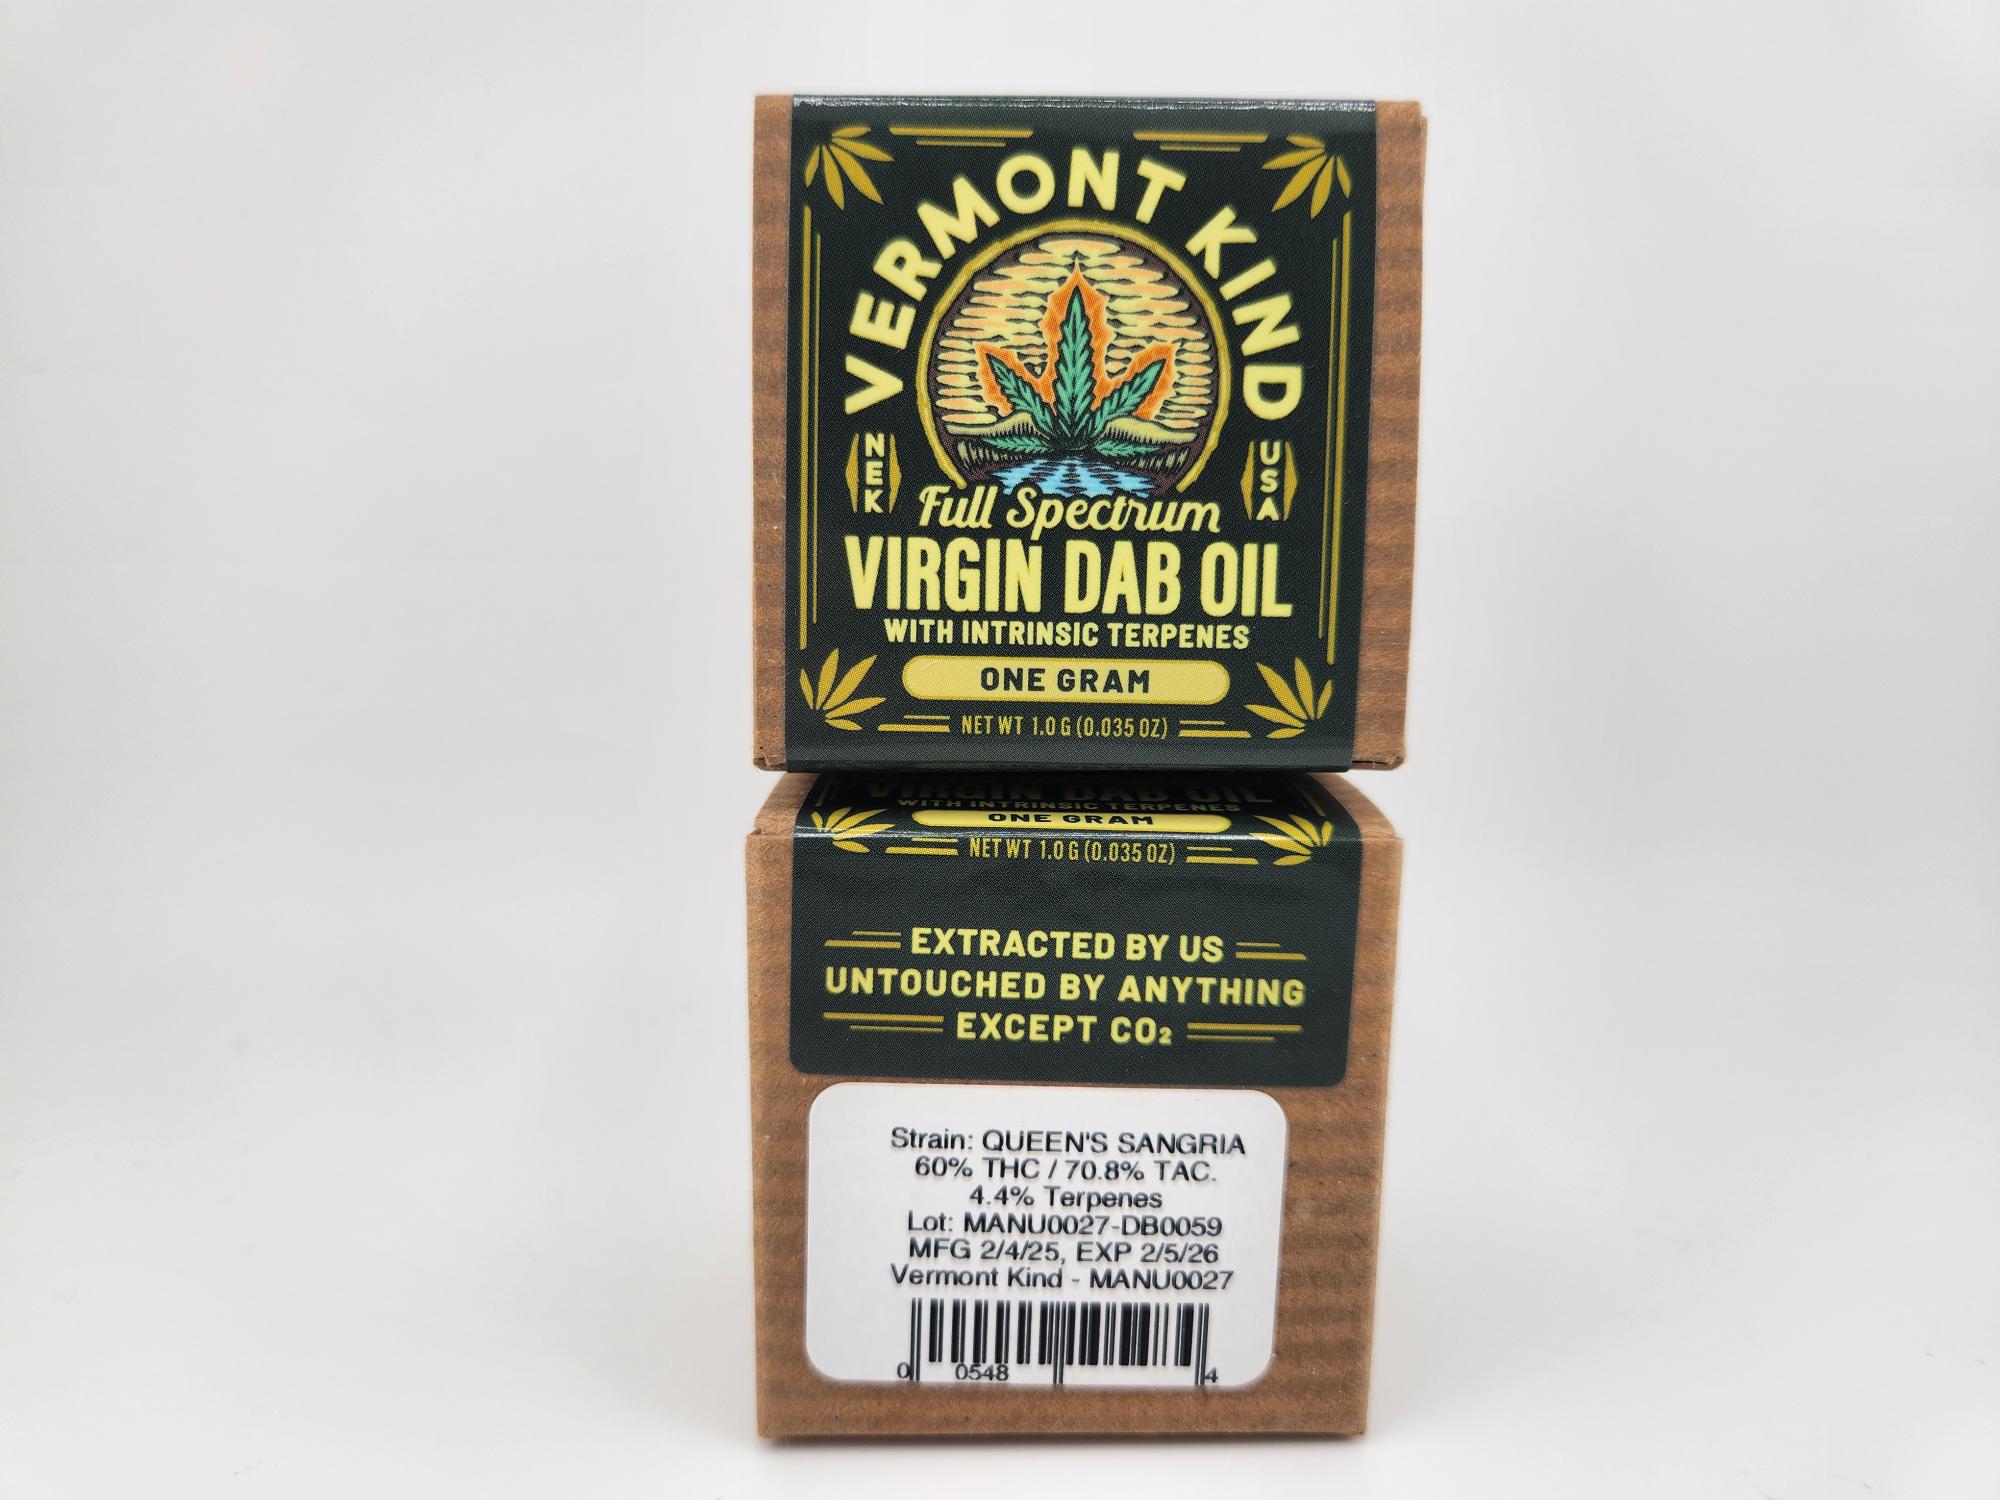 VERMONT KIND
NEK
USA
Full Spectrum
VIRGIN DAB OIL
WITH INTRINSIC TERPENES
ONE GRAM
NET WT 1.0 G (0.035 OZ)
VIRGIN DAB OIL
WITH INTRINSIC TERPENES
ONE GRAM
NET WT 1.0 G (0.035 OZ)
EXTRACTED BY US
UNTOUCHED BY ANYTHING
EXCEPT CO₂
Strain: QUEEN'S SANGRIA
60% THC / 70.8% TAC.
4.4% Terpenes
Lot: MANU0027-DB0059
MFG 2/4/25, EXP 2/5/26
Vermont Kind - MANU0027
0 0548 4